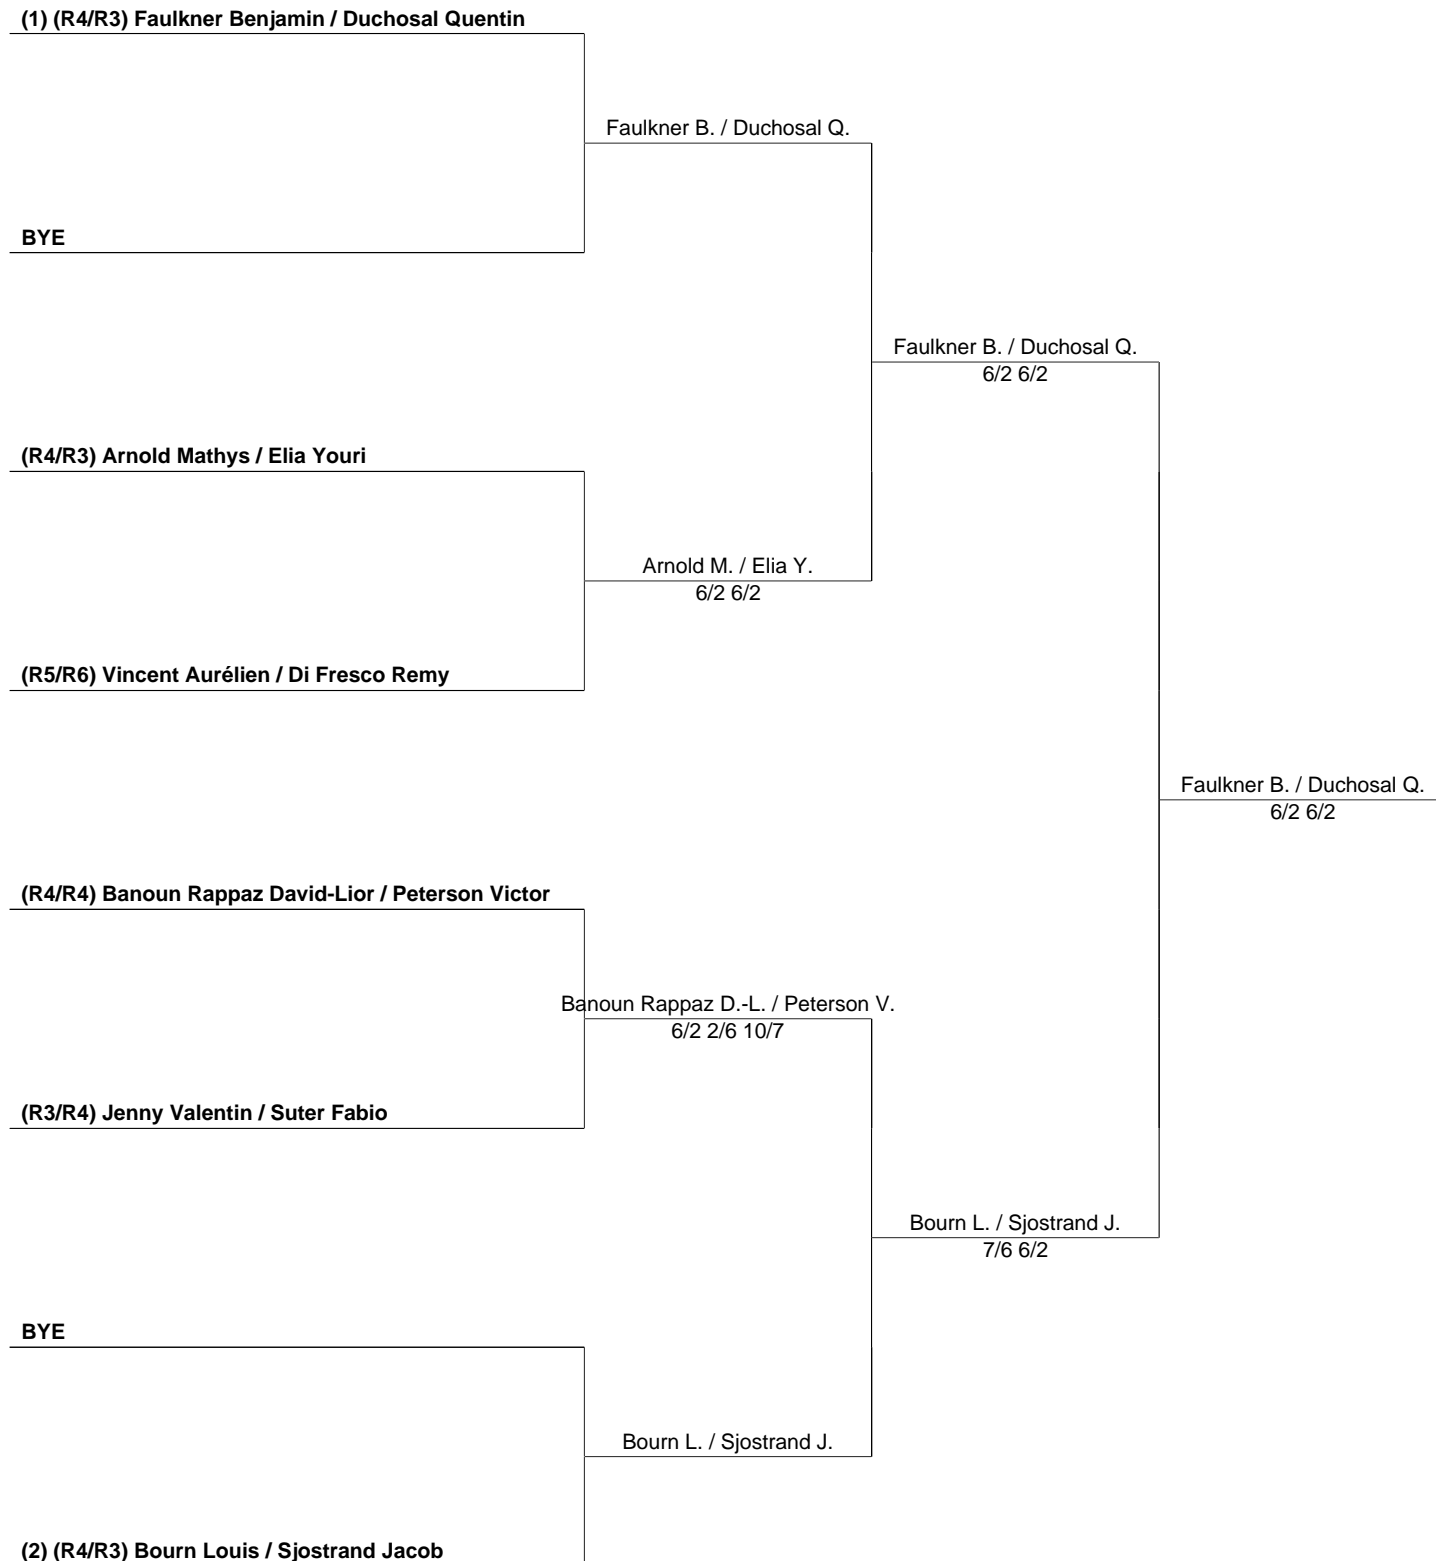 (1) (R4/R3) Faulkner Benjamin / Duchosal Quentin
Faulkner B. / Duchosal Q.
BYE
Faulkner B. / Duchosal Q.
6/2 6/2
(R4/R3) Arnold Mathys / Elia Youri
Arnold M. / Elia Y.
6/2 6/2
(R5/R6) Vincent Aurélien / Di Fresco Remy
Faulkner B. / Duchosal Q.
6/2 6/2
(R4/R4) Banoun Rappaz David-Lior / Peterson Victor
Banoun Rappaz D.-L. / Peterson V.
6/2 2/6 10/7
(R3/R4) Jenny Valentin / Suter Fabio
Bourn L. / Sjostrand J.
7/6 6/2
BYE
Bourn L. / Sjostrand J.
(2) (R4/R3) Bourn Louis / Sjostrand Jacob